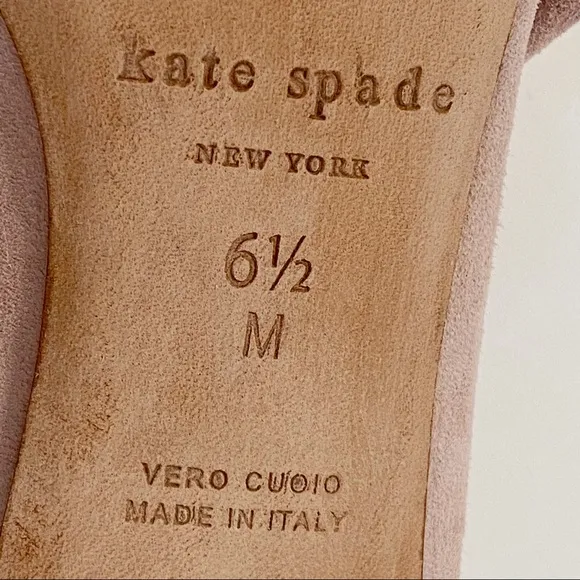 kate spade
NEW YORK
6½
M
VERO CUOIO
MADE IN ITALY